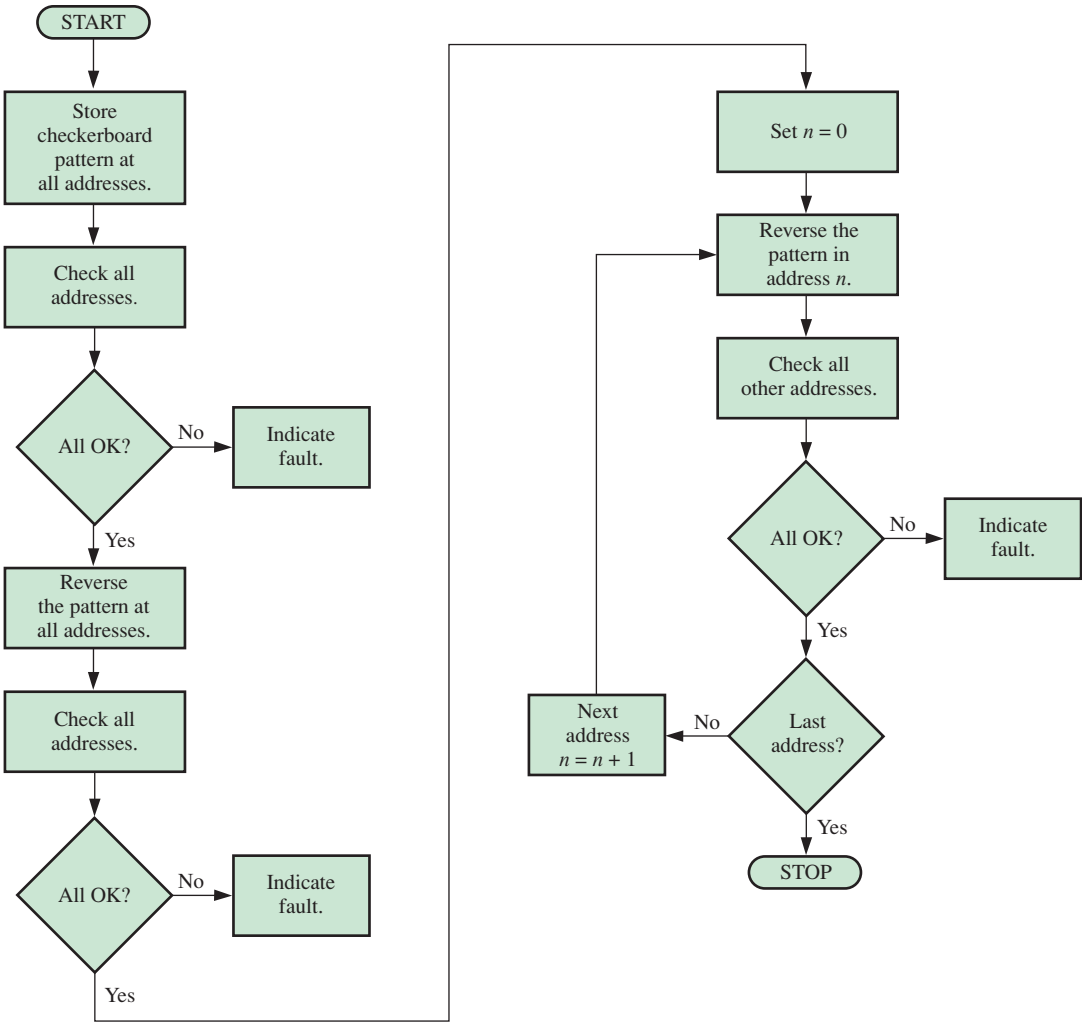 START
Store
checkerboard
pattern at
all addresses.
Check all
addresses.
All OK?
No
Indicate
fault.
Yes
Reverse
the pattern at
all addresses.
Check all
addresses.
All OK?
No
Indicate
fault.
Yes
Set n = 0
Reverse the
pattern in
address n.
Check all
other addresses.
All OK?
No
Indicate
fault.
Yes
Last
address?
No
Next
address
n = n + 1
Yes
STOP